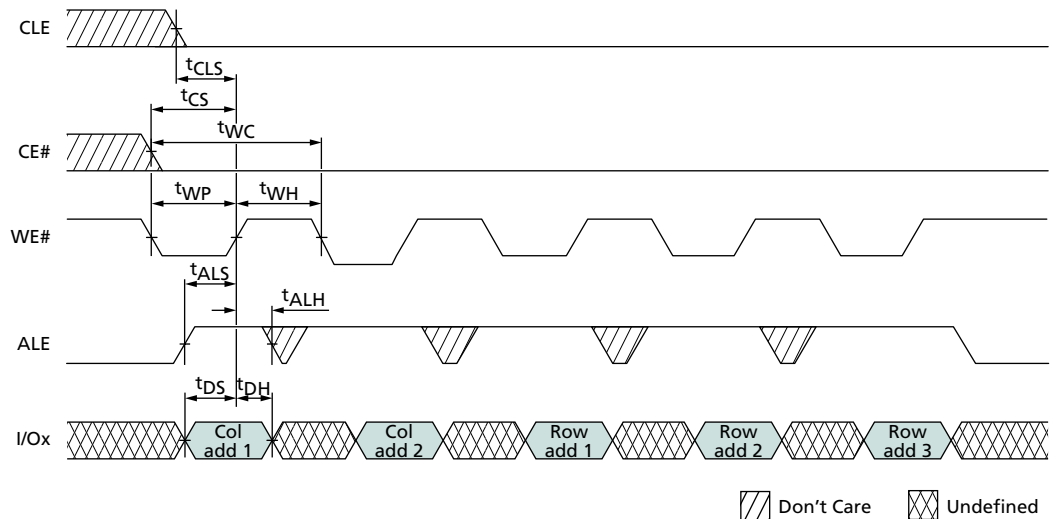 CLE
tCLS
tCS
tWC
CE#
tWP
tWH
WE#
tALS
tALH
ALE
tDS
tDH
I/Ox
Col
add 1
Col
add 2
Row
add 1
Row
add 2
Row
add 3
Don't Care
Undefined